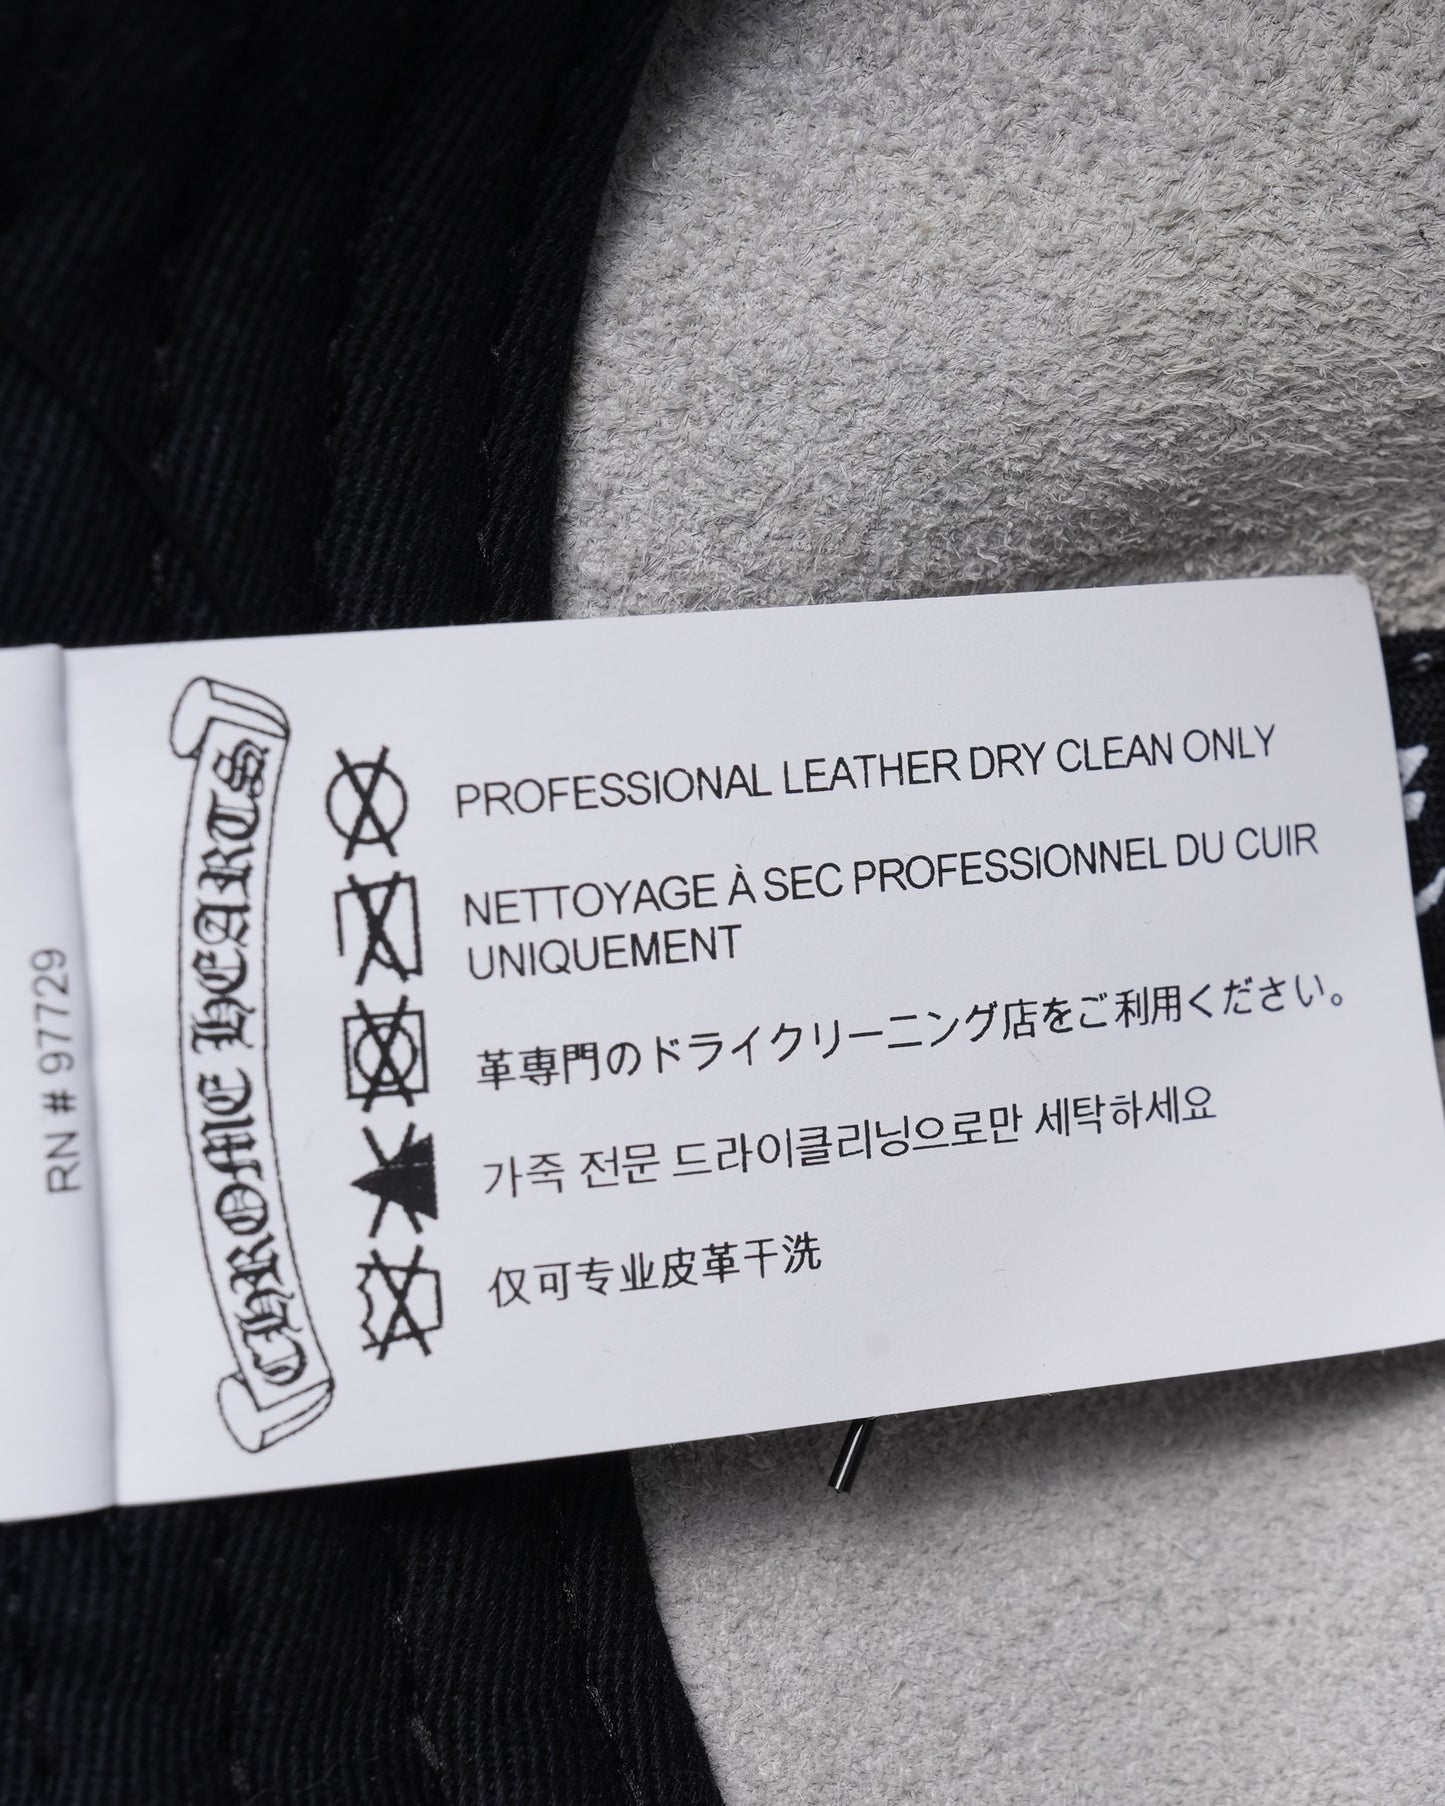 RN # 97729
CHROME HEARTS
PROFESSIONAL LEATHER DRY CLEAN ONLY
NETTOYAGE À SEC PROFESSIONNEL DU CUIR
UNIQUEMENT
革専門のドライクリーニング店をご利用ください。
가죽 전문 드라이클리닝으로만 세탁하세요
仅可专业皮革干洗